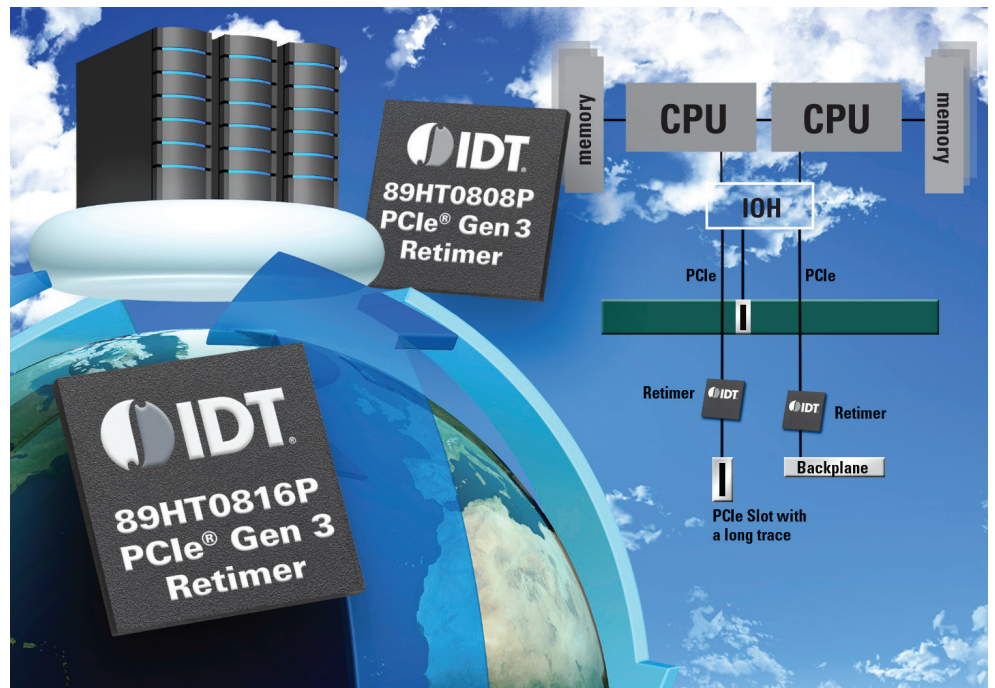 IDT
89HT0808P
PCIe® Gen 3
Retimer
IDT
89HT0816P
PCIe® Gen 3
Retimer
memory
CPU
CPU
memory
IOH
PCIe
PCIe
Retimer
IDT
IDT
Retimer
Backplane
PCIe Slot with
a long trace